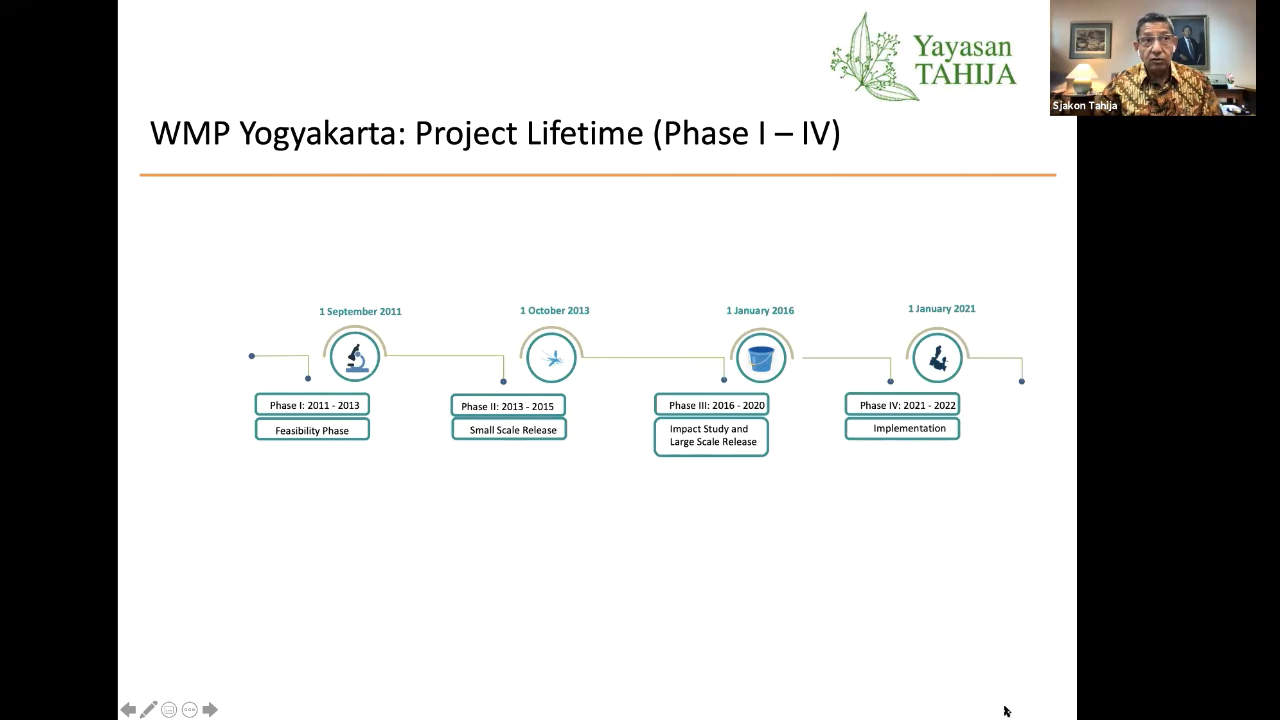 Yayasan
TAHIJA
Sjakon Tahija
WMP Yogyakarta: Project Lifetime (Phase I – IV)
1 September 2011
1 October 2013
1 January 2016
1 January 2021
Phase I: 2011 - 2013
Feasibility Phase
Phase II: 2013 - 2015
Small Scale Release
Phase III: 2016 - 2020
Impact Study and
Large Scale Release
Phase IV: 2021 - 2022
Implementation